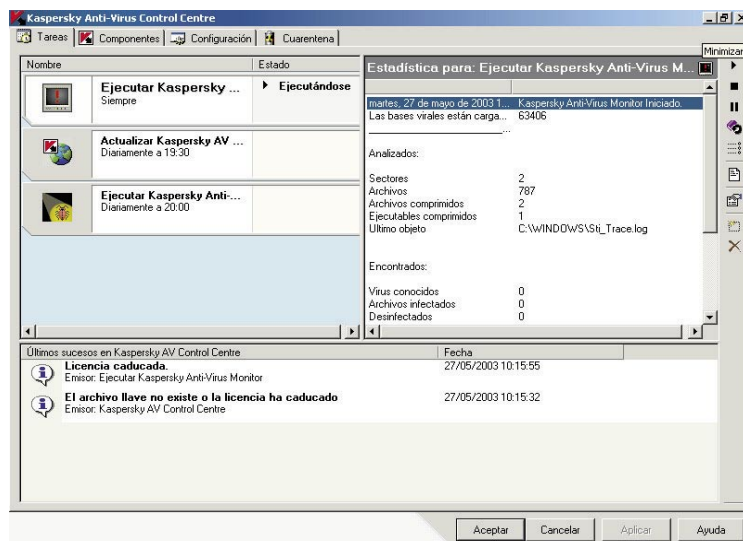 Kaspersky Anti-Virus Control Centre
Tareas Componentes Configuración Cuarentena
Minimizar
Nombre Estado
Ejecutar Kaspersky ... Ejecutándose
Siempre
Actualizar Kaspersky AV ...
Diariamente a 19:30
Ejecutar Kaspersky Anti-...
Diariamente a 20:00
Estadística para: Ejecutar Kaspersky Anti-Virus M...
martes, 27 de mayo de 2003 1... Kaspersky Anti-Virus Monitor Iniciado.
Las bases virales están carga... 63406
...
Analizados:
Sectores 2
Archivos 787
Archivos comprimidos 2
Ejecutables comprimidos 1
Ultimo objeto C:\WINDOWS\Sti_Trace.log
Encontrados:
Virus conocidos 0
Archivos infectados 0
Desinfectados 0
Últimos sucesos en Kaspersky AV Control Centre Fecha
Licencia caducada. 27/05/2003 10:15:55
Emisor: Ejecutar Kaspersky Anti-Virus Monitor
El archivo llave no existe o la licencia ha caducado 27/05/2003 10:15:32
Emisor: Kaspersky AV Control Centre
Aceptar Cancelar Aplicar Ayuda